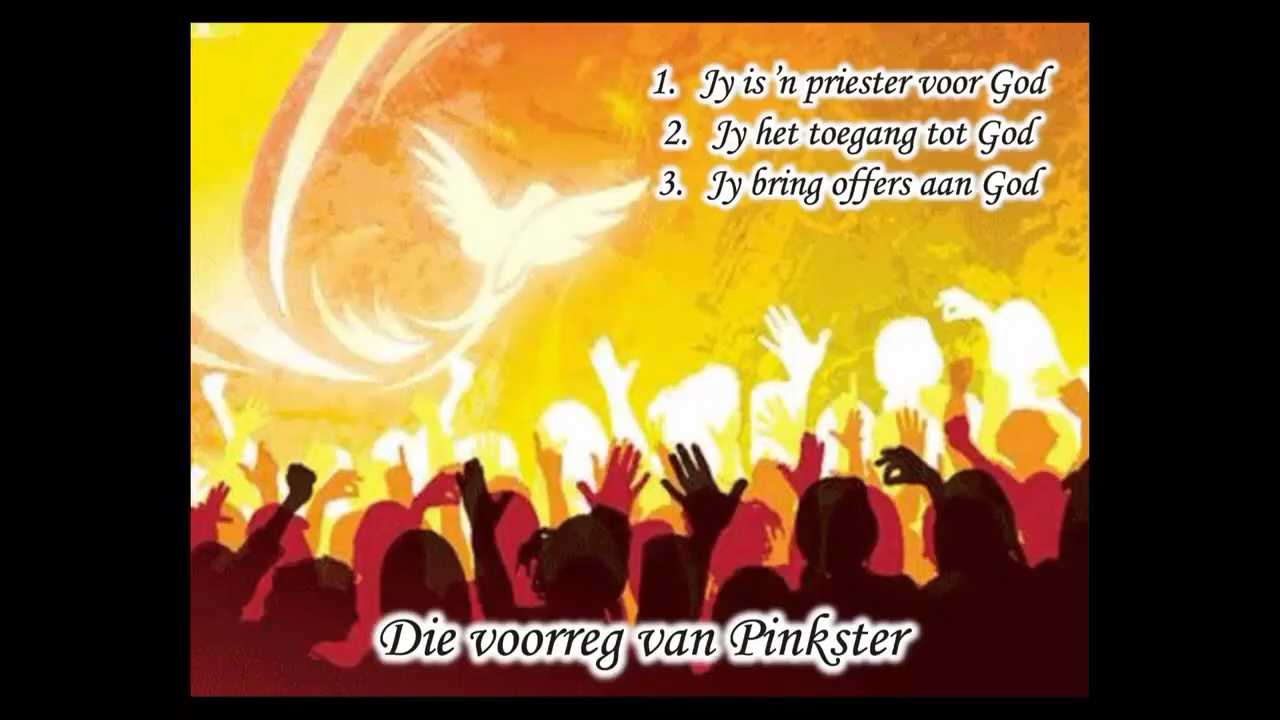 1. Jy is ’n priester voor God
2. Jy het toegang tot God
3. Jy bring offers aan God
Die voorreg van Pinkster